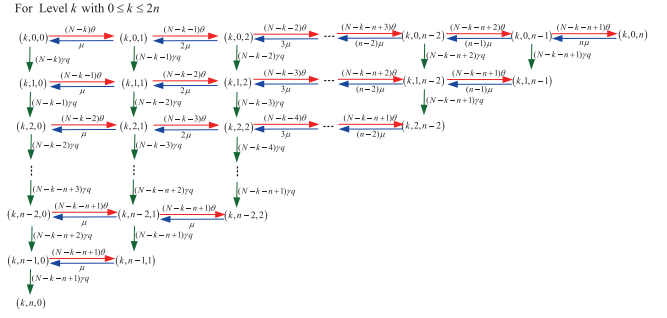 For Level k with 0 ≤ k ≤ 2n
(N−k)θ (N−k−1)θ (N−k−2)θ (N−k−n+3)θ (N−k−n+2)θ (N−k−n+1)θ
(k,0,0) (k,0,1) (k,0,2) ... (k,0,n−2) (k,0,n−1) (k,0,n)
μ 2μ 3μ (n−2)μ (n−1)μ nμ
(N−k)γq (N−k−1)γq (N−k−2)γq (N−k−n+2)γq (N−k−n+1)γq
(N−k−1)θ (N−k−2)θ (N−k−3)θ (N−k−n+2)θ (N−k−n+1)θ
(k,1,0) (k,1,1) (k,1,2) ... (k,1,n−2) (k,1,n−1)
μ 2μ 3μ (n−2)μ (n−1)μ
(N−k−1)γq (N−k−2)γq (N−k−3)γq (N−k−n+1)γq
(N−k−2)θ (N−k−3)θ (N−k−4)θ (N−k−n+1)θ
(k,2,0) (k,2,1) (k,2,2) ... (k,2,n−2)
μ 2μ 3μ (n−2)μ
(N−k−2)γq (N−k−3)γq (N−k−4)γq
(N−k−n+3)γq (N−k−n+2)γq (N−k−n+1)γq
(N−k−n+1)θ (N−k−n+1)θ
(k,n−2,0) (k,n−2,1) (k,n−2,2)
μ μ
(N−k−n+2)γq (N−k−n+1)γq
(N−k−n+1)θ
(k,n−1,0) (k,n−1,1)
μ
(N−k−n+1)γq
(k,n,0)